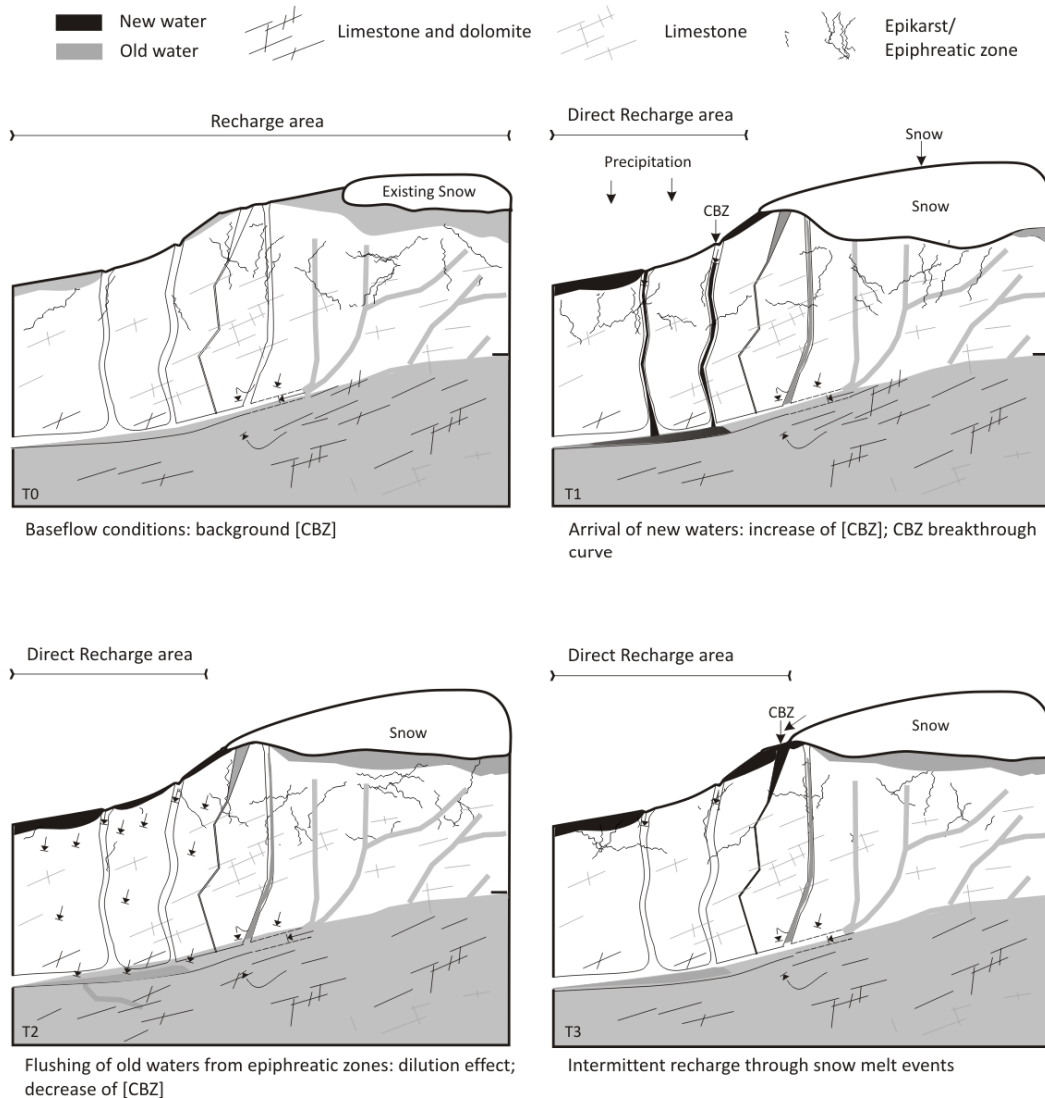 New water
Old water
Limestone and dolomite
Limestone
Epikarst/
Epiphreatic zone
Recharge area
Existing Snow
T0
Baseflow conditions: background [CBZ]
Direct Recharge area
Precipitation
Snow
CBZ
Snow
T1
Arrival of new waters: increase of [CBZ]; CBZ breakthrough
curve
Direct Recharge area
Snow
T2
Flushing of old waters from epiphreatic zones: dilution effect;
decrease of [CBZ]
Direct Recharge area
CBZ
Snow
T3
Intermittent recharge through snow melt events